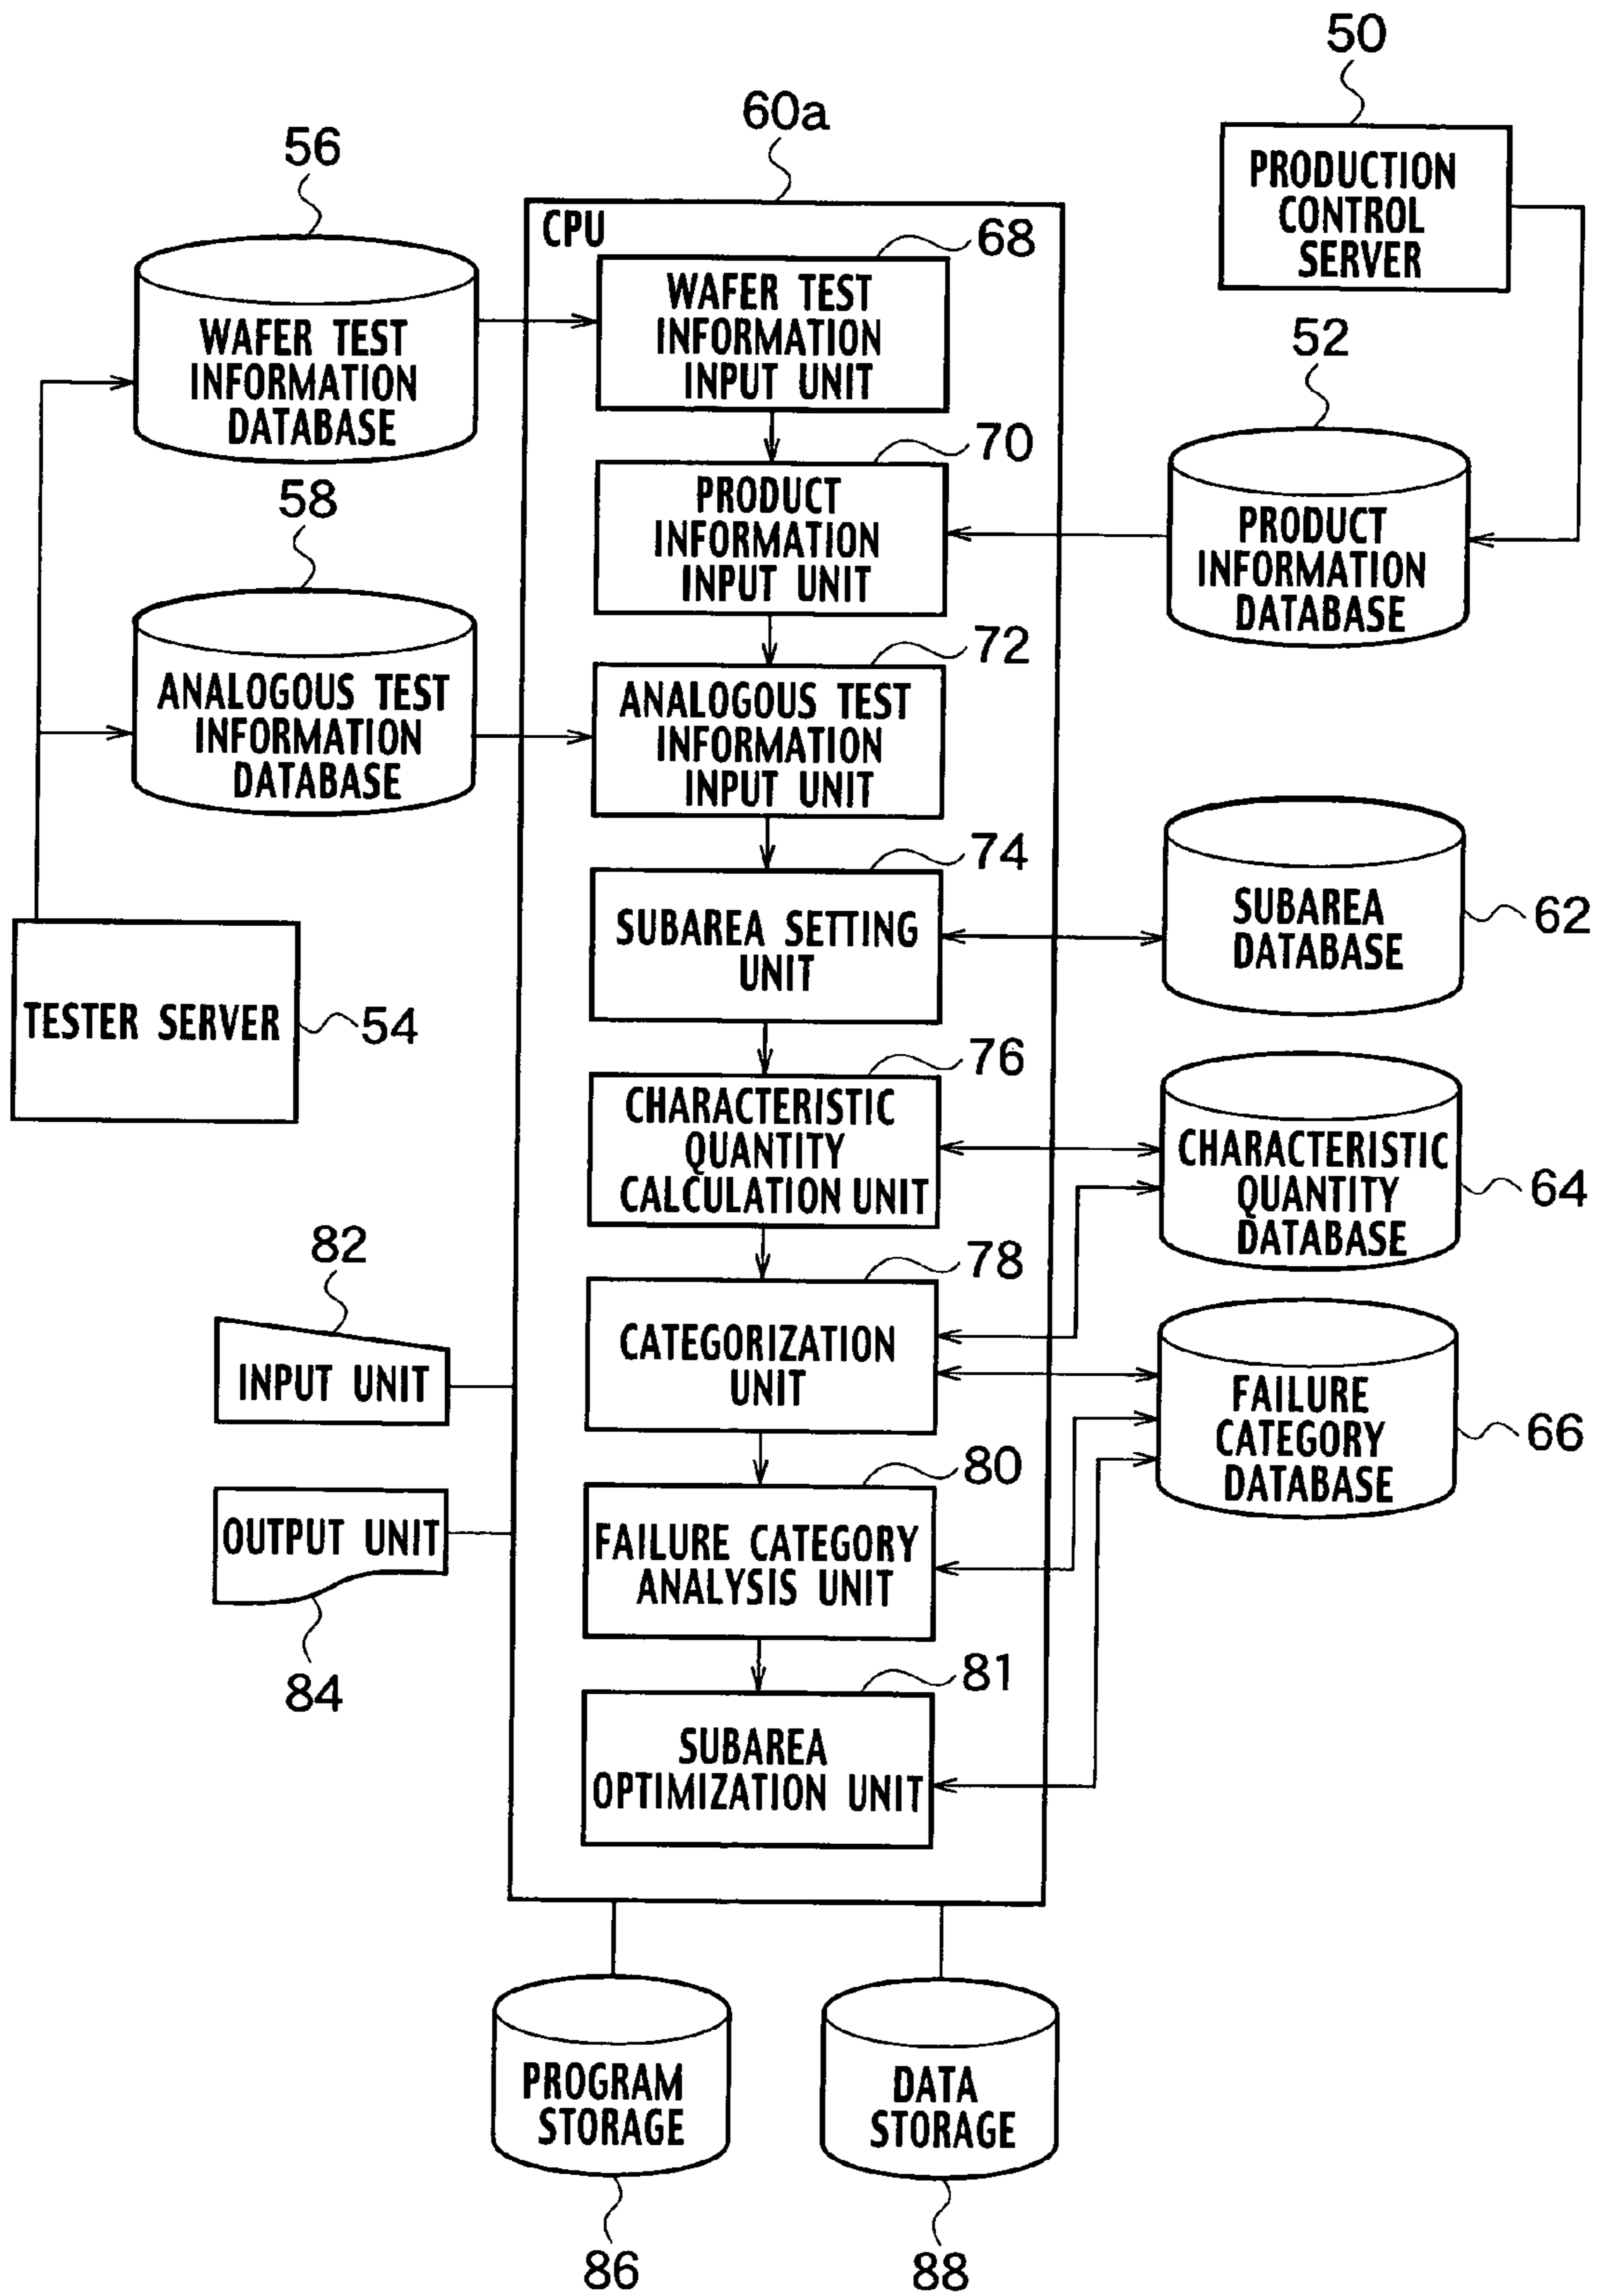 50
60a
56
PRODUCTION
CONTROL
SERVER
CPU
68
WAFER TEST
INFORMATION
INPUT UNIT
WAFER TEST
INFORMATION
DATABASE
52
70
PRODUCT
INFORMATION
INPUT UNIT
PRODUCT
INFORMATION
DATABASE
58
72
ANALOGOUS TEST
INFORMATION
DATABASE
ANALOGOUS TEST
INFORMATION
INPUT UNIT
74
SUBAREA SETTING
UNIT
SUBAREA
DATABASE
62
TESTER SERVER
54
76
CHARACTERISTIC
QUANTITY
CALCULATION UNIT
CHARACTERISTIC
QUANTITY
DATABASE
64
82
78
INPUT UNIT
CATEGORIZATION
UNIT
FAILURE
CATEGORY
DATABASE
66
80
OUTPUT UNIT
FAILURE CATEGORY
ANALYSIS UNIT
84
81
SUBAREA
OPTIMIZATION UNIT
PROGRAM
STORAGE
DATA
STORAGE
86
88